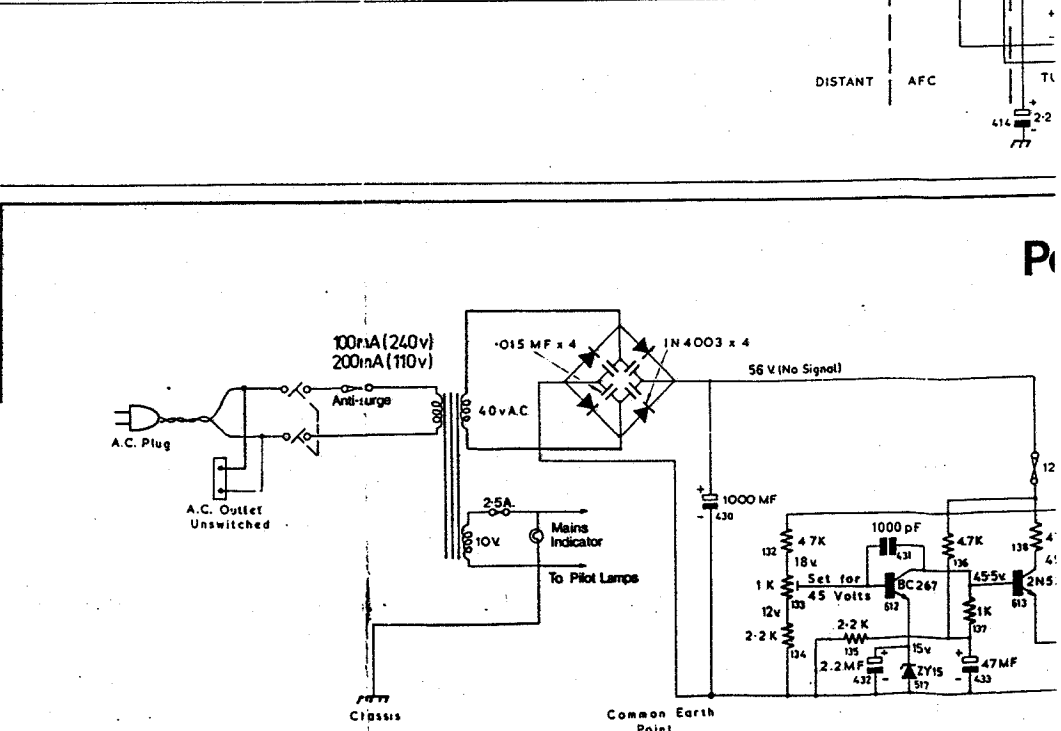 DISTANT AFC
414
+
2·2
-
100mA (240v)
200mA (110v)
Anti-surge
A.C. Plug
A.C. Outlet
Unswitched
40v A.C.
·015 MF x 4
1N 4003 x 4
56 V. (No Signal)
2·5A.
10V.
Mains
Indicator
To Pilot Lamps
Chassis
+
1000 MF
-
430
Common Earth
Point
132
4·7K
18v.
1 K
133
Set for
45 Volts
12v.
2·2 K
134
1000 pF
431
BC267
612
4·7K
136
45·5v.
1K
137
138
613
2·2 K
135
15v.
+
2.2MF
-
432
ZY15
517
+
47MF
-
433